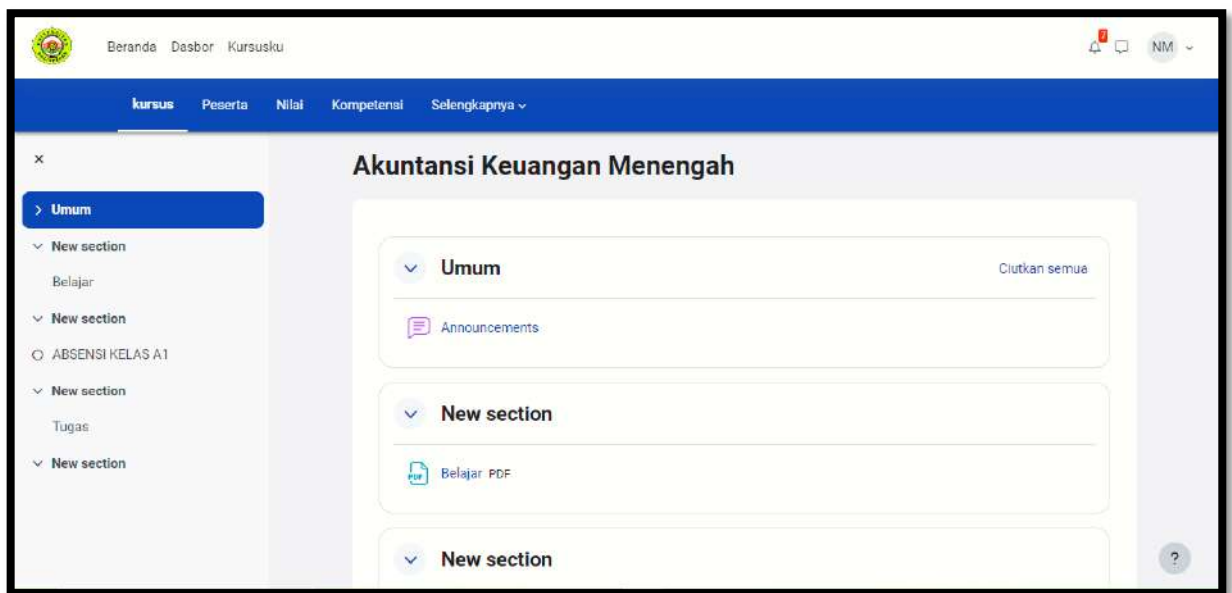 Beranda Dasbor Kursusku NM
kursus Peserta Nilai Kompetensi Selengkapnya
Umum
New section
Belajar
New section
ABSENSI KELAS A1
New section
Tugas
New section
Akuntansi Keuangan Menengah
Umum Ciutkan semua
Announcements
New section
Belajar PDF
New section
?